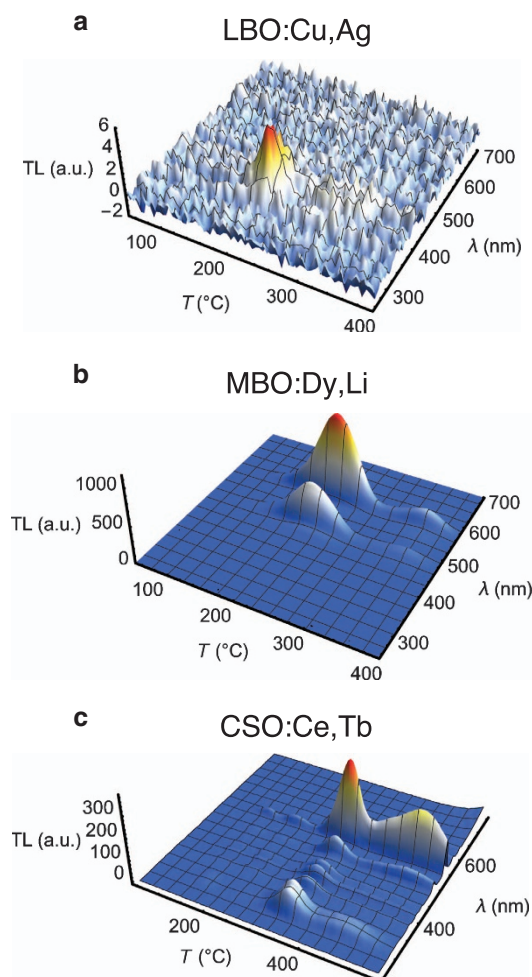 a
LBO:Cu,Ag
6
4
TL (a.u.) 2
0
−2
100
200
T (°C)
300
400
300
400
λ (nm)
500
600
700
b
MBO:Dy,Li
1000
TL (a.u.) 500
0
100
200
T (°C)
300
400
300
400
λ (nm)
500
600
700
c
CSO:Ce,Tb
300
200
TL (a.u.) 100
0
200
T (°C)
400
400
λ (nm)
600